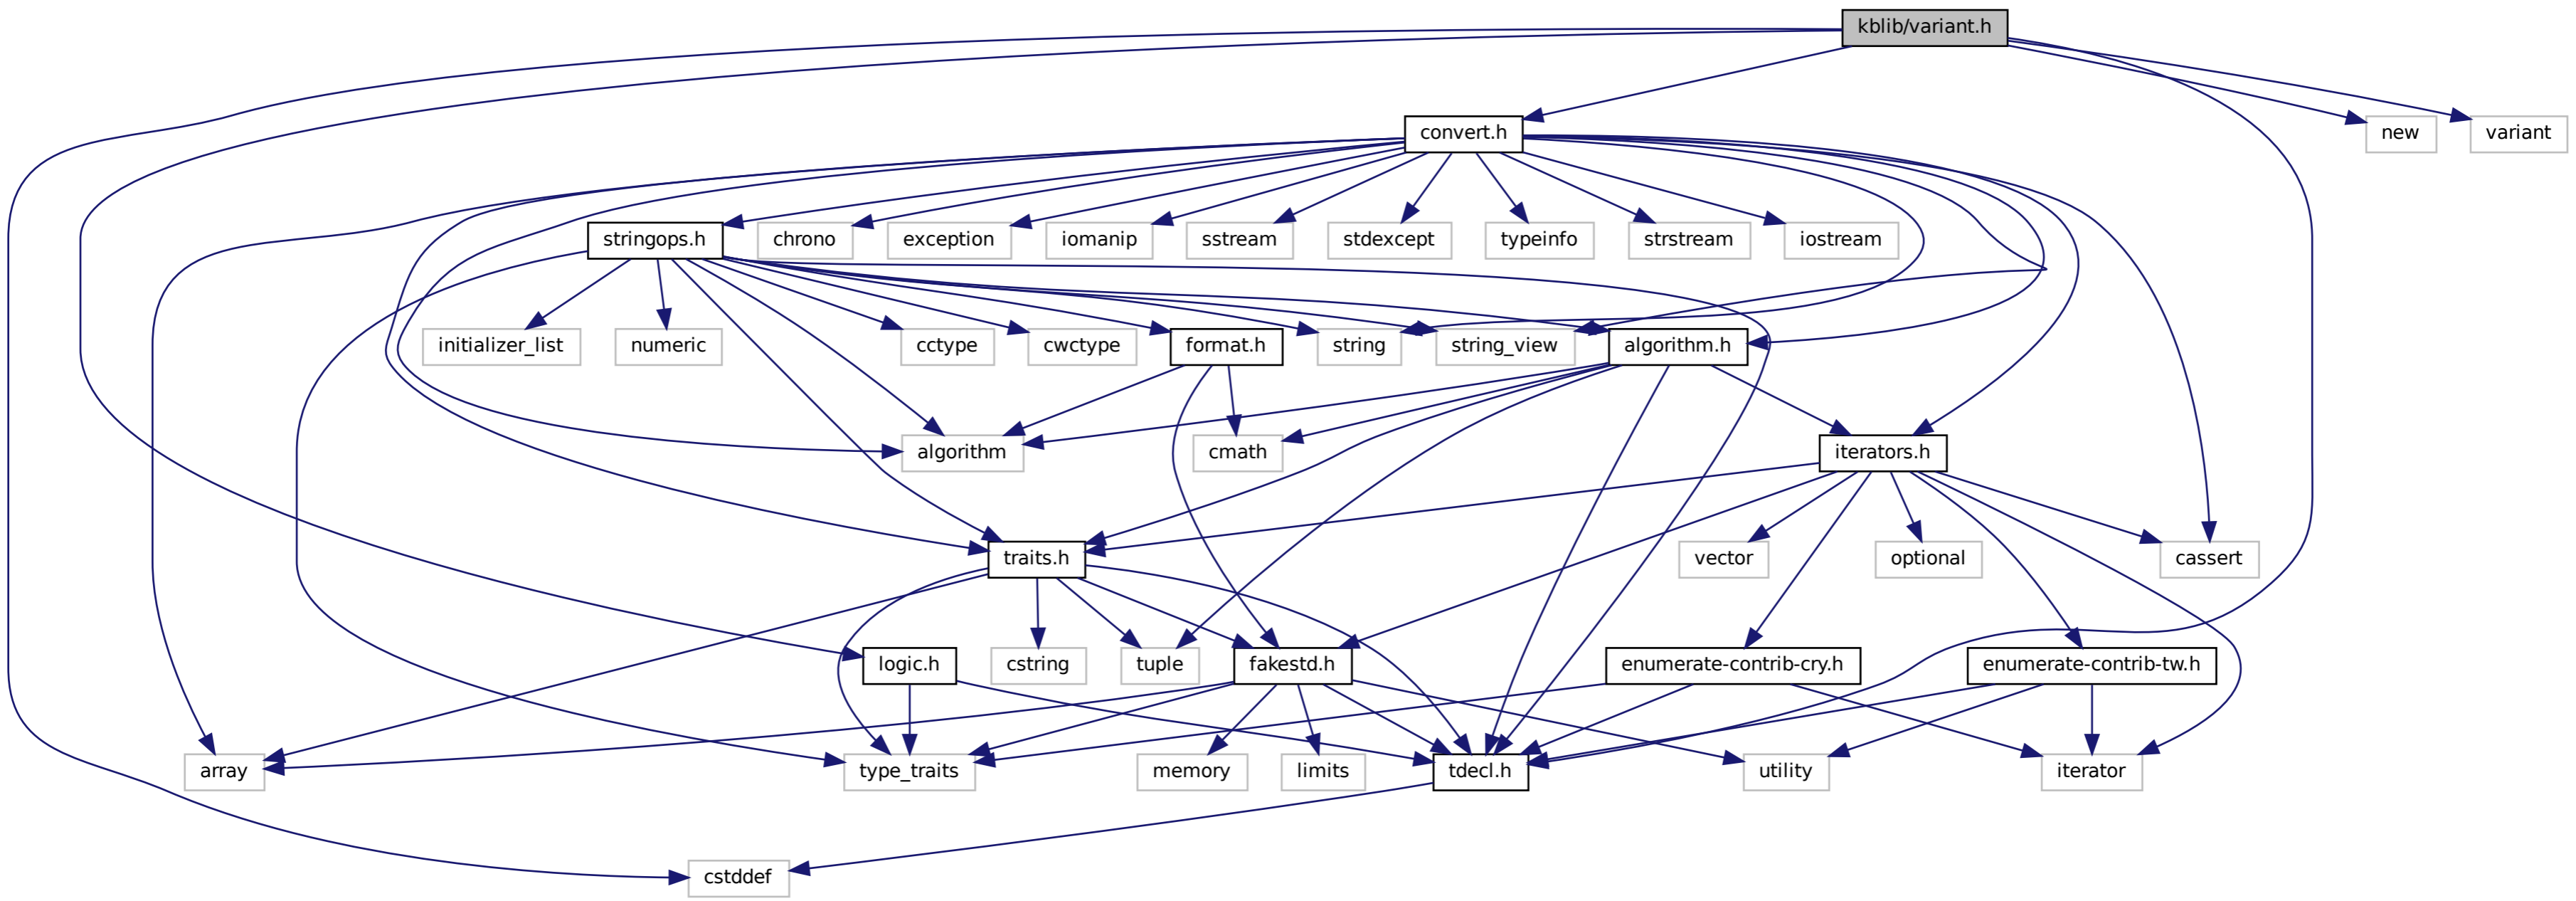 kblib/variant.h
convert.h
new
variant
stringops.h
chrono
exception
iomanip
sstream
stdexcept
typeinfo
strstream
iostream
initializer_list
numeric
cctype
cwctype
format.h
string
string_view
algorithm.h
algorithm
cmath
iterators.h
traits.h
vector
optional
cassert
logic.h
cstring
tuple
fakestd.h
enumerate-contrib-cry.h
enumerate-contrib-tw.h
array
type_traits
memory
limits
tdecl.h
utility
iterator
cstddef